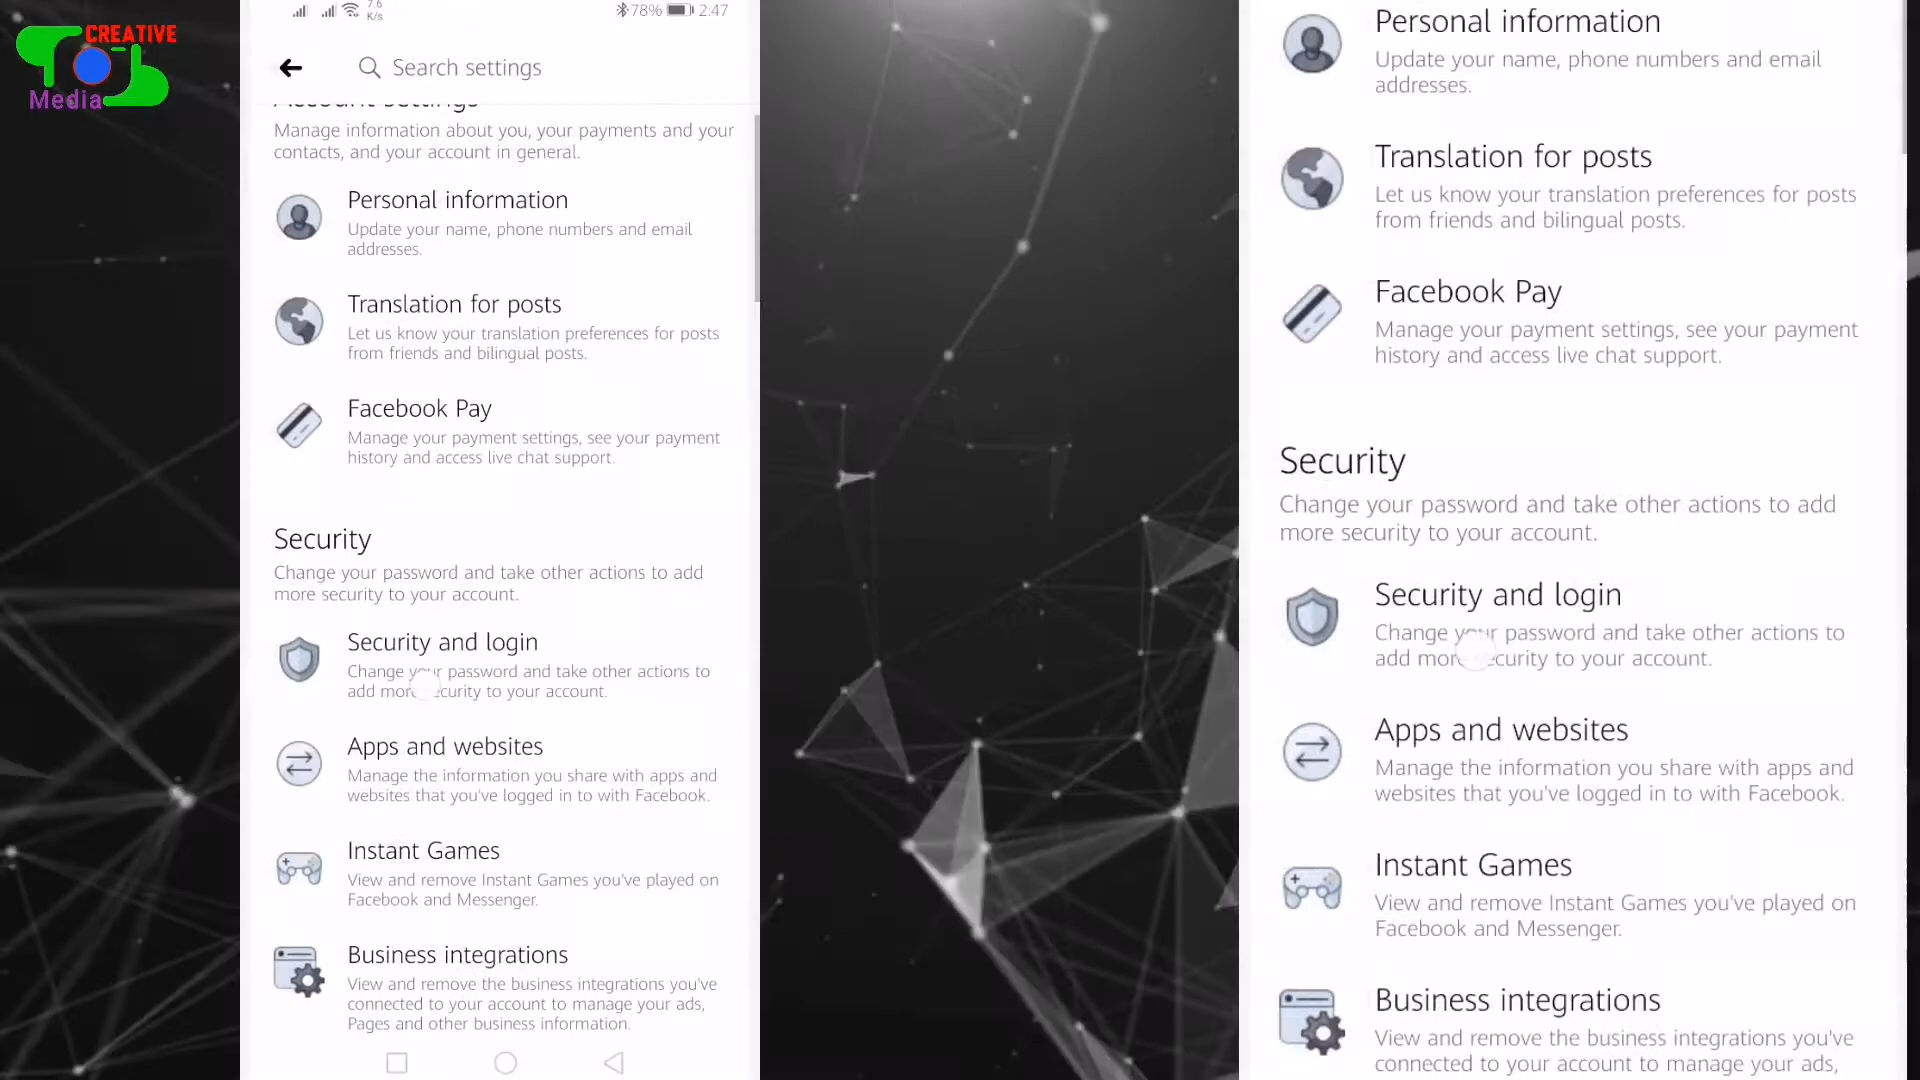 CREATIVE
Media
7.6
K/s
78%
2:47
Search settings
Account settings
Manage information about you, your payments and your
contacts, and your account in general.
Personal information
Update your name, phone numbers and email
addresses.
Translation for posts
Let us know your translation preferences for posts
from friends and bilingual posts.
Facebook Pay
Manage your payment settings, see your payment
history and access live chat support.
Security
Change your password and take other actions to add
more security to your account.
Security and login
Change your password and take other actions to
add more security to your account.
Apps and websites
Manage the information you share with apps and
websites that you've logged in to with Facebook.
Instant Games
View and remove Instant Games you've played on
Facebook and Messenger.
Business integrations
View and remove the business integrations you've
connected to your account to manage your ads,
Pages and other business information.
Personal information
Update your name, phone numbers and email
addresses.
Translation for posts
Let us know your translation preferences for posts
from friends and bilingual posts.
Facebook Pay
Manage your payment settings, see your payment
history and access live chat support.
Security
Change your password and take other actions to add
more security to your account.
Security and login
Change your password and take other actions to
add more security to your account.
Apps and websites
Manage the information you share with apps and
websites that you've logged in to with Facebook.
Instant Games
View and remove Instant Games you've played on
Facebook and Messenger.
Business integrations
View and remove the business integrations you've
connected to your account to manage your ads,